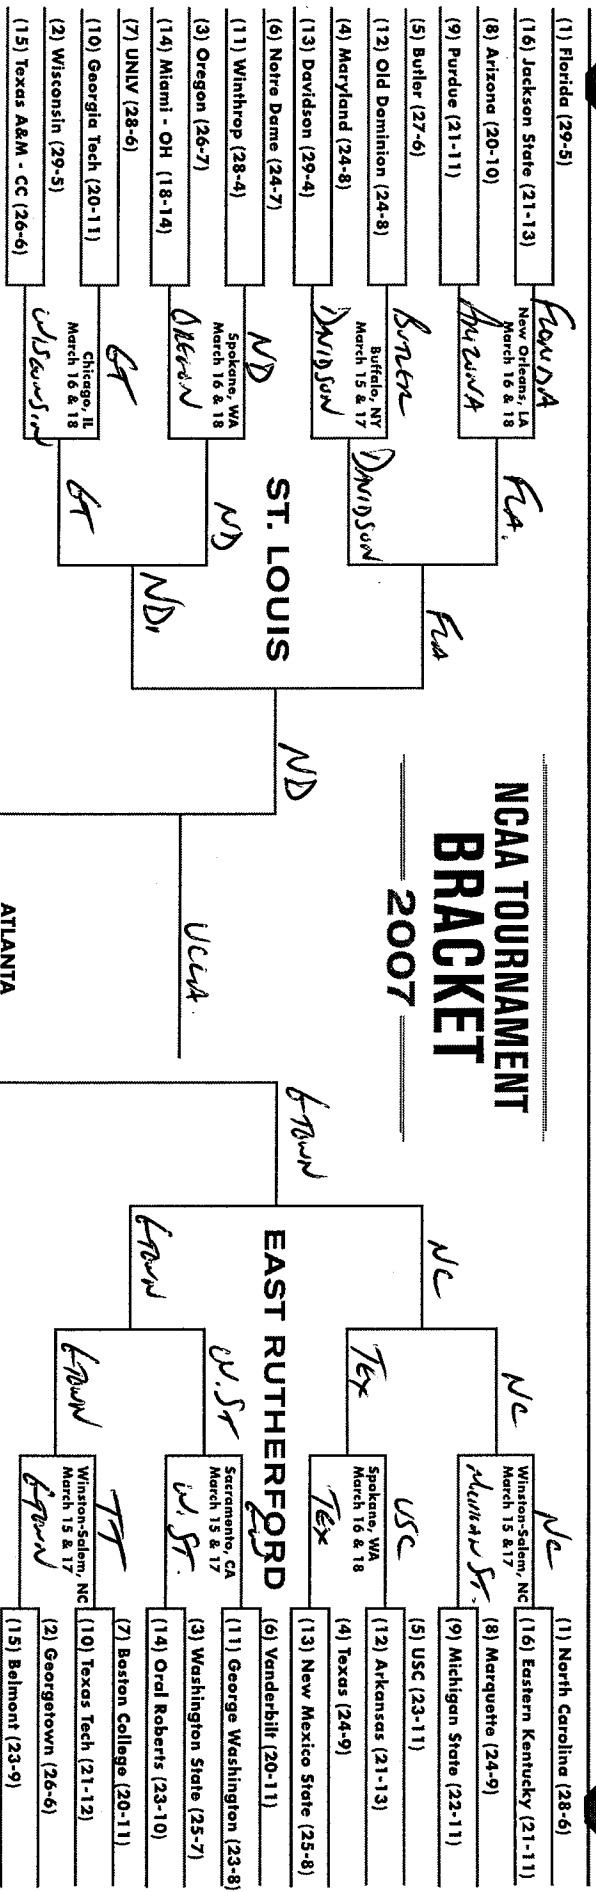 NCAA TOURNAMENT
BRACKET
2007
(1) Florida (29-5)
(16) Jackson State (21-13)
(8) Arizona (20-10)
(9) Purdue (21-11)
(5) Butler (27-6)
(12) Old Dominion (24-8)
(4) Maryland (24-8)
(13) Davidson (29-4)
(6) Notre Dame (24-7)
(11) Winthrop (28-4)
(3) Oregon (26-7)
(14) Miami - OH (18-14)
(7) UNLV (28-6)
(10) Georgia Tech (20-11)
(2) Wisconsin (29-5)
(15) Texas A&M - CC (26-6)
FLORIDA
New Orleans, LA
March 16 & 18
ARIZONA
BUTLER
Buffalo, NY
March 15 & 17
DAVIDSON
ND
Spokane, WA
March 16 & 18
OREGON
GT
Chicago, IL
March 16 & 18
WISCONSIN
FLA.
DAVIDSON
ND
GT
ST. LOUIS
FLA
ND
ND
UCLA
ATLANTA
GTOWN
EAST RUTHERFORD
NC
GTOWN
NC
TEX
W. ST
GTOWN
NC
Winston-Salem, NC
March 15 & 17
MICHIGAN ST.
USC
Spokane, WA
March 16 & 18
TEX
Sacramento, CA
March 15 & 17
W. ST.
TT
Winston-Salem, NC
March 15 & 17
GTOWN
(1) North Carolina (28-6)
(16) Eastern Kentucky (21-11)
(8) Marquette (24-9)
(9) Michigan State (22-11)
(5) USC (23-11)
(12) Arkansas (21-13)
(4) Texas (24-9)
(13) New Mexico State (25-8)
(6) Vanderbilt (20-11)
(11) George Washington (23-8)
(3) Washington State (25-7)
(14) Oral Roberts (23-10)
(7) Boston College (20-11)
(10) Texas Tech (21-12)
(2) Georgetown (26-6)
(15) Belmont (23-9)